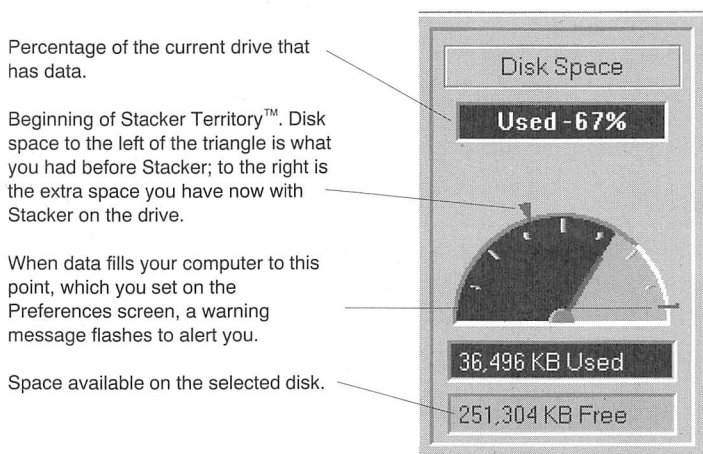 Percentage of the current drive that
has data.
Beginning of Stacker Territory™. Disk
space to the left of the triangle is what
you had before Stacker; to the right is
the extra space you have now with
Stacker on the drive.
When data fills your computer to this
point, which you set on the
Preferences screen, a warning
message flashes to alert you.
Space available on the selected disk.
Disk Space
Used - 67%
36,496 KB Used
251,304 KB Free